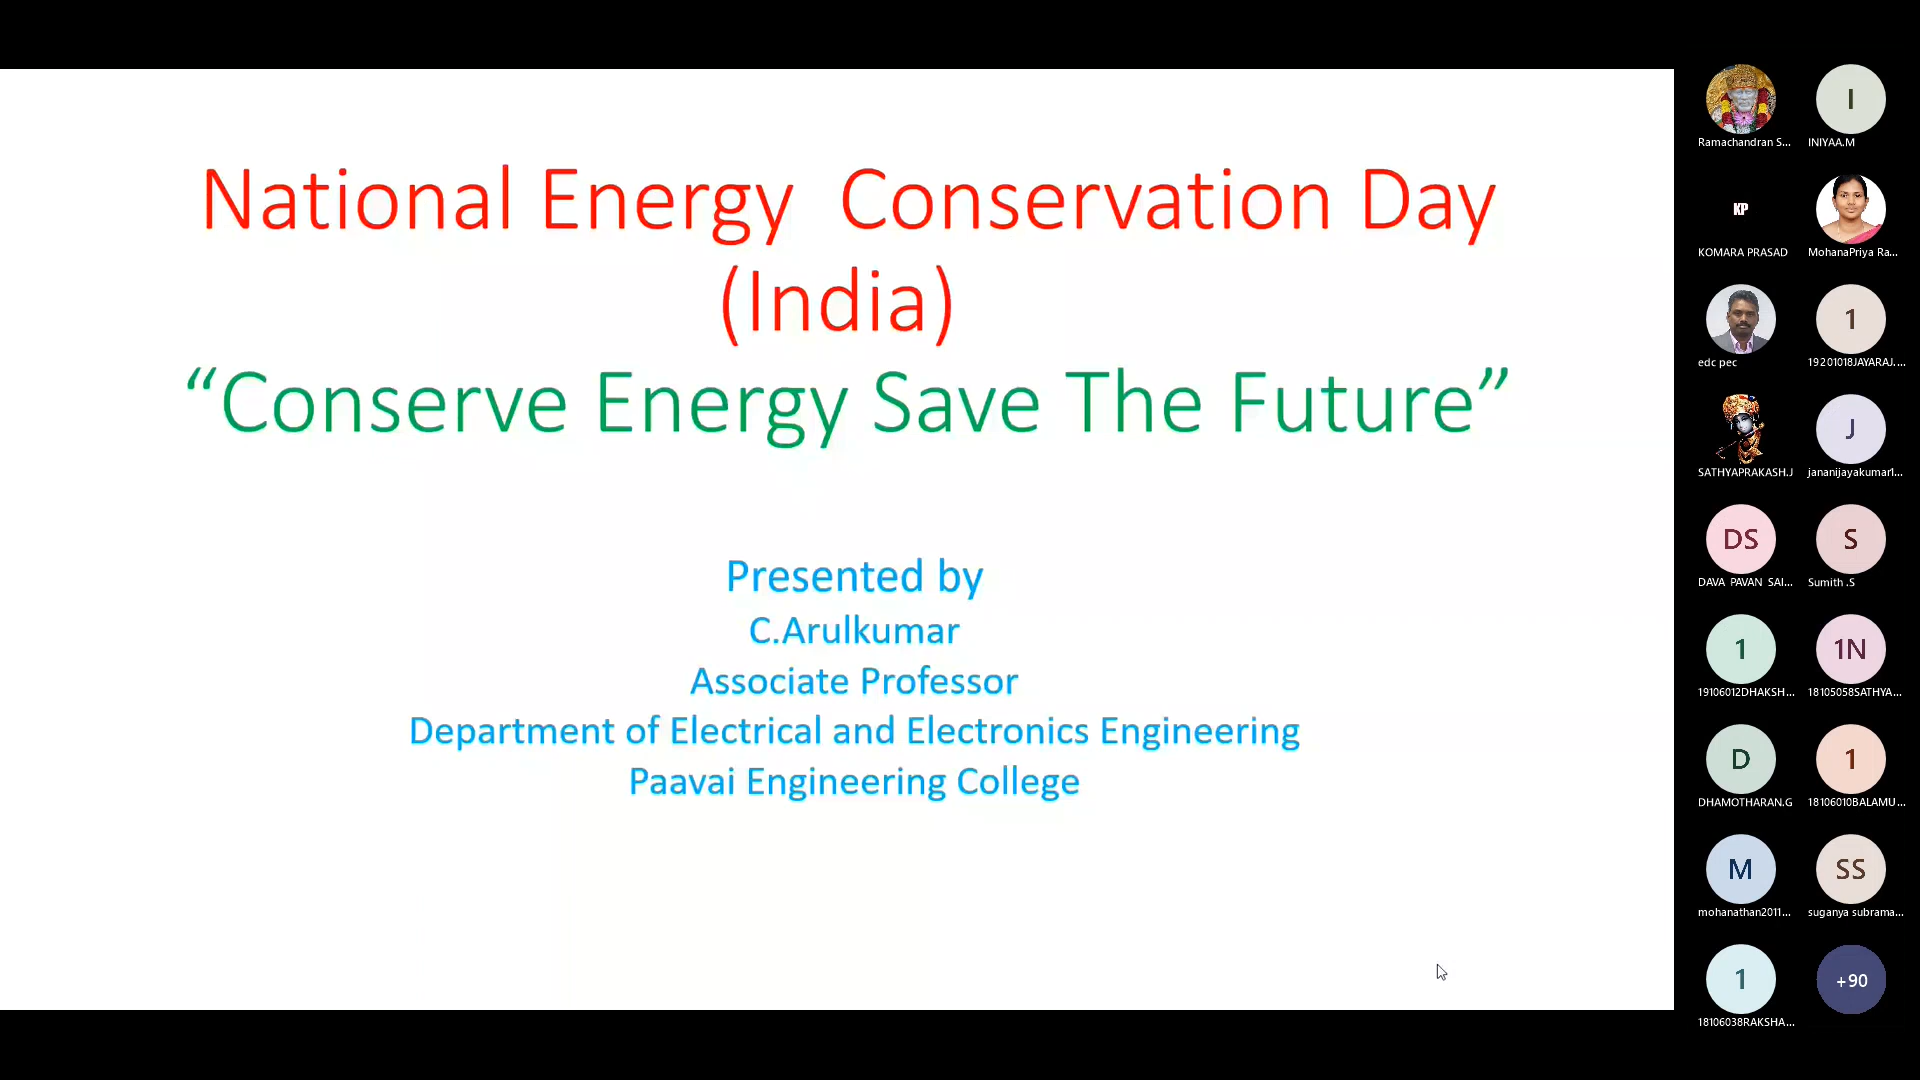 National Energy  Conservation Day
(India)
“Conserve Energy Save The Future”
Presented by
C.Arulkumar
Associate Professor
Department of Electrical and Electronics Engineering
Paavai Engineering College
Ramachandran S...
I
INIYAA.M
KP
KOMARA PRASAD
MohanaPriya Ra...
edc pec
1
19201018JAYARAJ....
SATHYAPRAKASH.J
J
jananijayakumar1...
DS
DAVA PAVAN SAI...
S
Sumith .S
1
19106012DHAKSH...
1N
18105058SATHYA...
D
DHAMOTHARAN.G
1
18106010BALAMU...
M
mohanathan2011...
SS
suganya subrama...
1
18106038RAKSHA...
+90